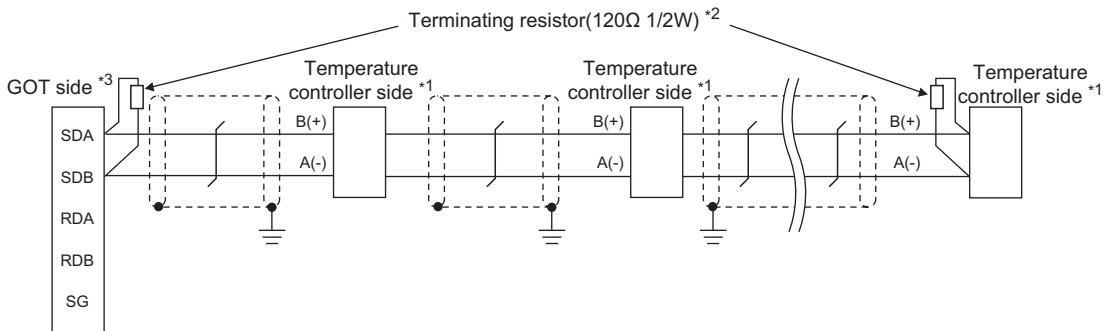 Terminating resistor(120Ω 1/2W) *2
GOT side *3
Temperature
controller side *1
Temperature
controller side *1
Temperature
controller side *1
SDA
B(+)
B(+)
B(+)
SDB
A(-)
A(-)
A(-)
RDA
RDB
SG